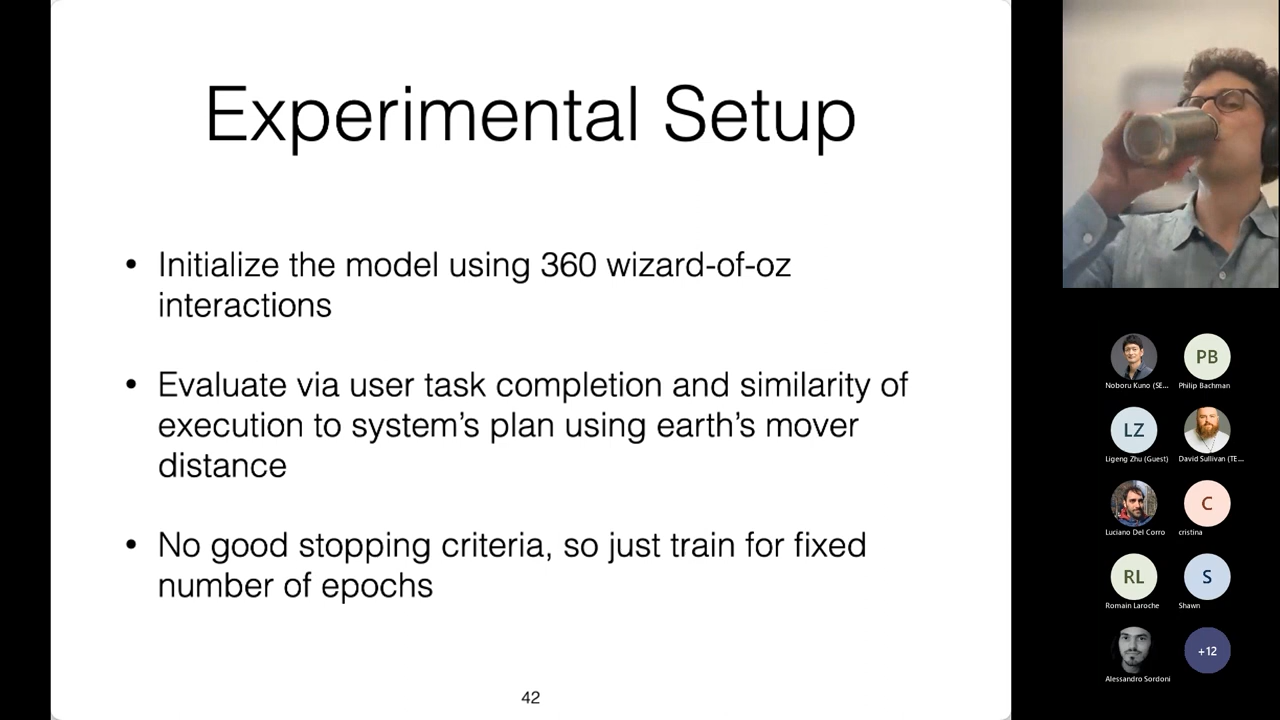 Experimental Setup
• Initialize the model using 360 wizard-of-oz
interactions
• Evaluate via user task completion and similarity of
execution to system's plan using earth's mover
distance
• No good stopping criteria, so just train for fixed
number of epochs
42
Noboru Kuno (SE...
PB
Philip Bachman
LZ
Ligeng Zhu (Guest)
David Sullivan (TE...
Luciano Del Corro
C
cristina
RL
Romain Laroche
S
Shawn
Alessandro Sordoni
+12